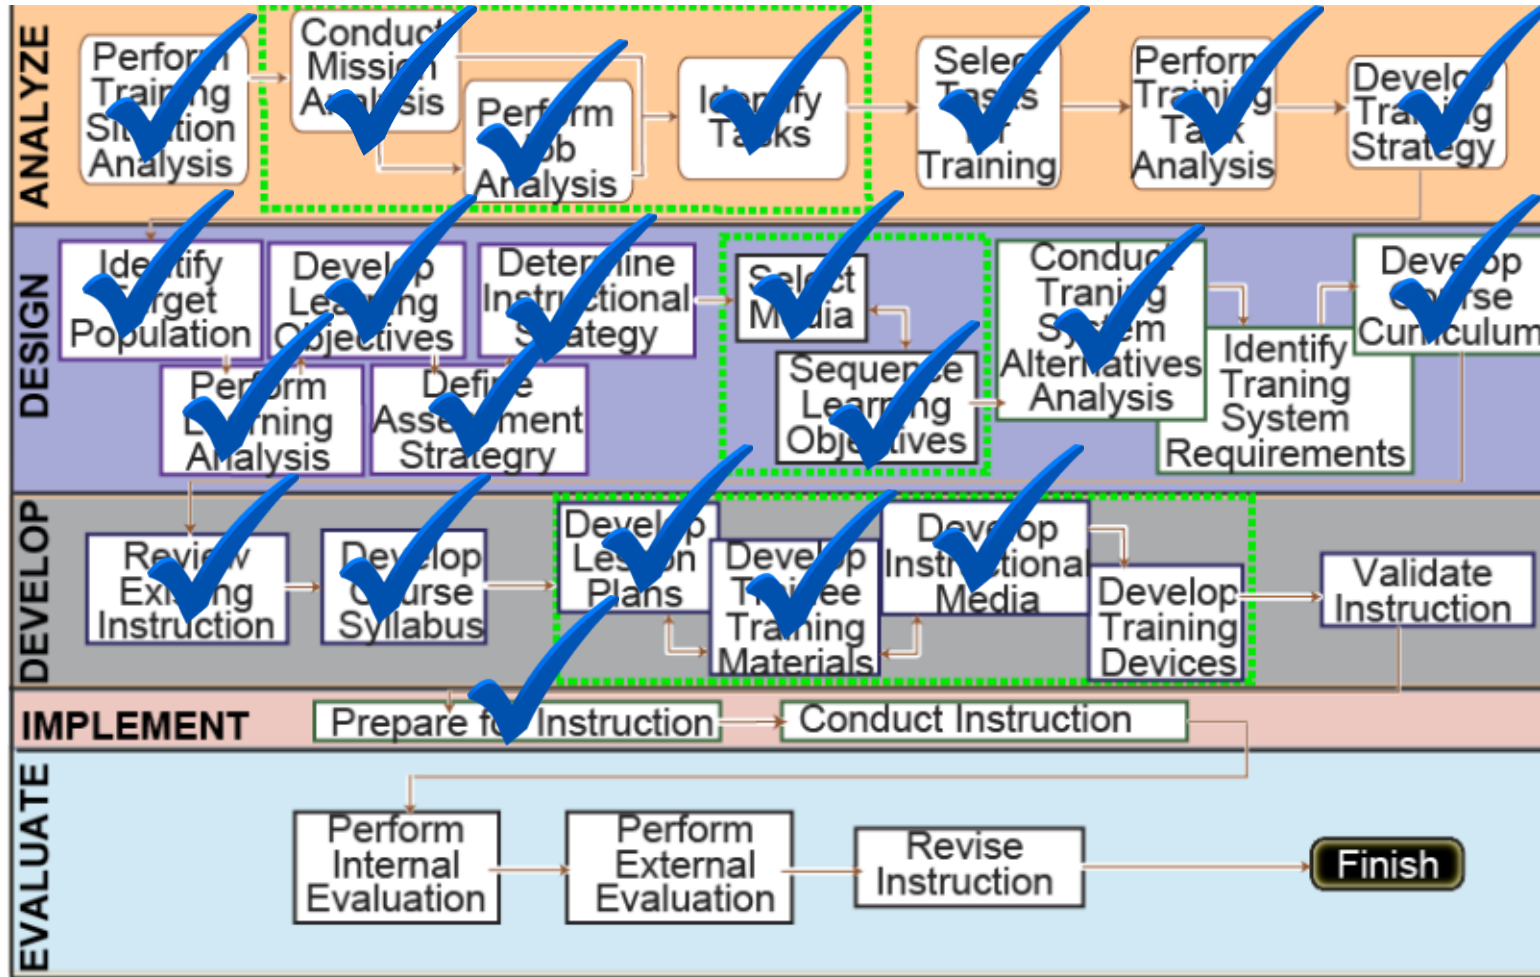 ANALYZE
Perform
Training
Situation
Analysis
Conduct
Mission
Analysis
Perform
Job
Analysis
Identify
Tasks
Select
Tasks
for
Training
Perform
Training
Task
Analysis
Develop
Training
Strategy
DESIGN
Identify
Target
Population
Perform
Learning
Analysis
Develop
Learning
Objectives
Define
Assessment
Strategry
Determine
Instructional
Strategy
Select
Media
Sequence
Learning
Objectives
Conduct
Traning
System
Alternatives
Analysis
Identify
Traning
System
Requirements
Develop
Course
Curriculum
DEVELOP
Review
Existing
Instruction
Develop
Course
Syllabus
Develop
Lesson
Plans
Develop
Trainee
Training
Materials
Develop
Instructional
Media
Develop
Training
Devices
Validate
Instruction
IMPLEMENT
Prepare for Instruction
Conduct Instruction
EVALUATE
Perform
Internal
Evaluation
Perform
External
Evaluation
Revise
Instruction
Finish